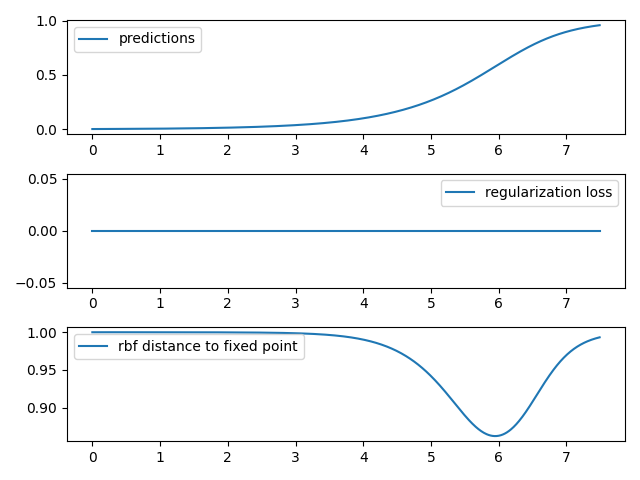 1.0
predictions
0.5
0.0
0 1 2 3 4 5 6 7
0.05
regularization loss
0.00
−0.05
0 1 2 3 4 5 6 7
1.00
rbf distance to fixed point
0.95
0.90
0 1 2 3 4 5 6 7